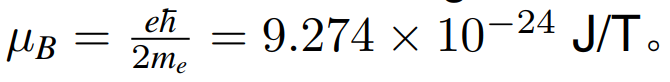 μ_B = eħ/2m_e = 9.274 × 10⁻²⁴ J/T。